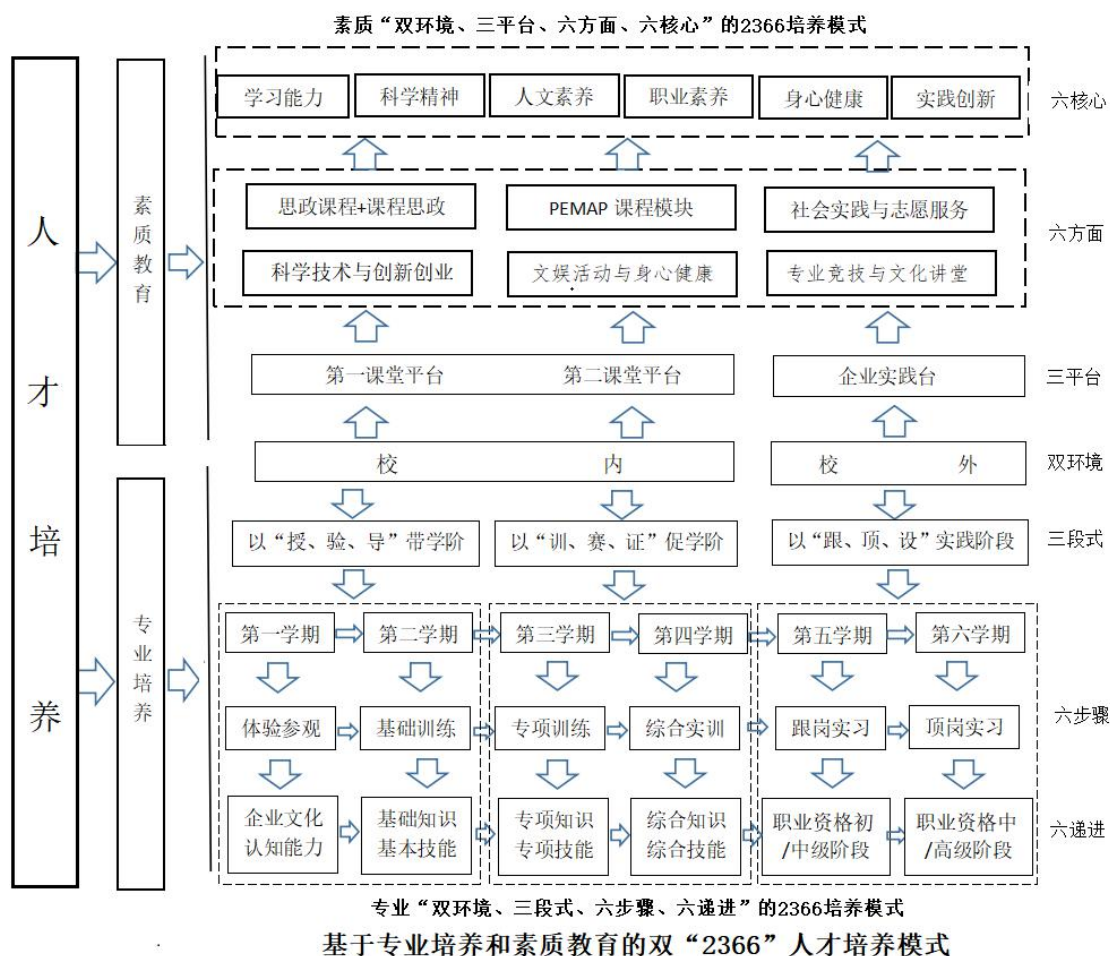 素质“双环境、三平台、六方面、六核心”的2366培养模式
人才培养
素质教育
学习能力
科学精神
人文素养
职业素养
身心健康
实践创新
六核心
思政课程+课程思政
PEMAP 课程模块
社会实践与志愿服务
六方面
科学技术与创新创业
文娱活动与身心健康
专业竞技与文化讲堂
第一课堂平台
第二课堂平台
企业实践台
三平台
校 内
校 外
双环境
专业培养
以“授、验、导”带学阶
以“训、赛、证”促学阶
以“跟、顶、设”实践阶段
三段式
第一学期
第二学期
第三学期
第四学期
第五学期
第六学期
体验参观
基础训练
专项训练
综合实训
跟岗实习
顶岗实习
六步骤
企业文化
认知能力
基础知识
基本技能
专项知识
专项技能
综合知识
综合技能
职业资格初
/中级阶段
职业资格中
/高级阶段
六递进
专业“双环境、三段式、六步骤、六递进”的2366培养模式
基于专业培养和素质教育的双“2366”人才培养模式